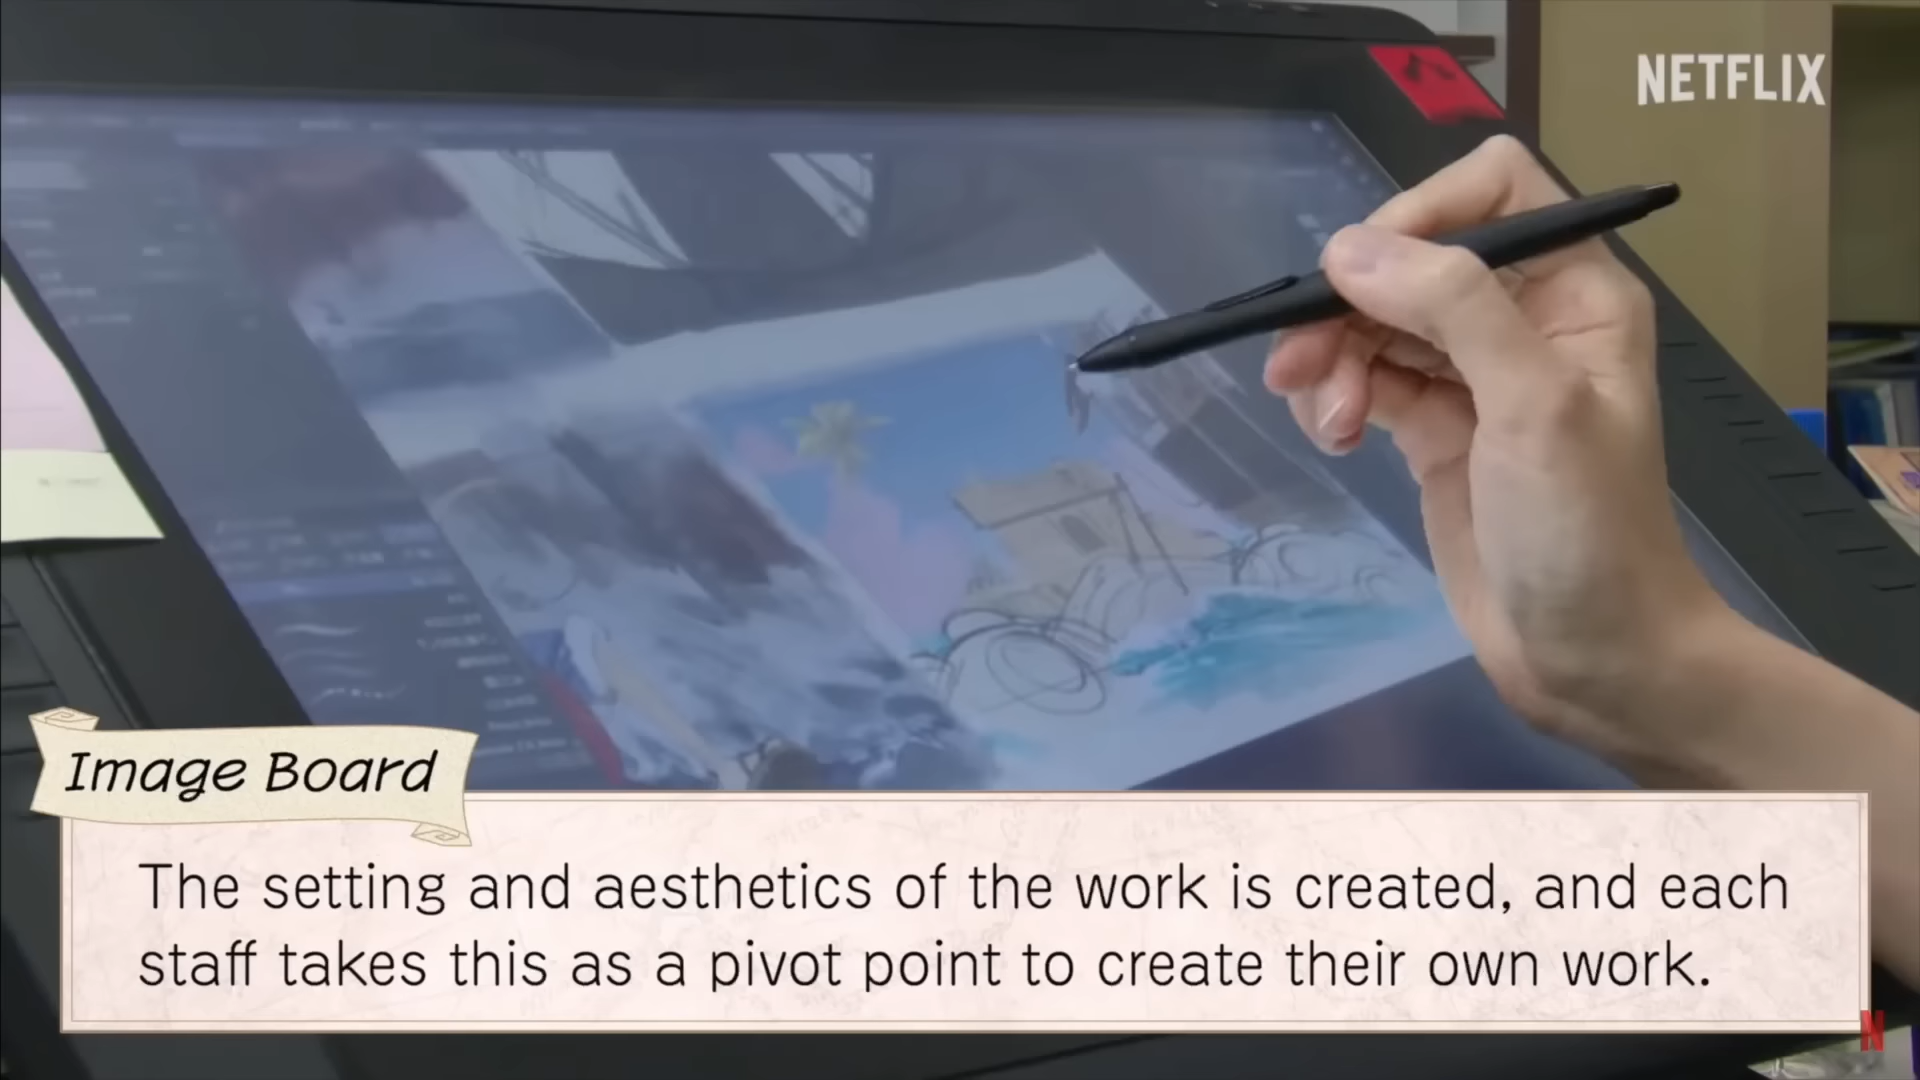 NETFLIX
Image Board
The setting and aesthetics of the work is created, and each
staff takes this as a pivot point to create their own work.
N